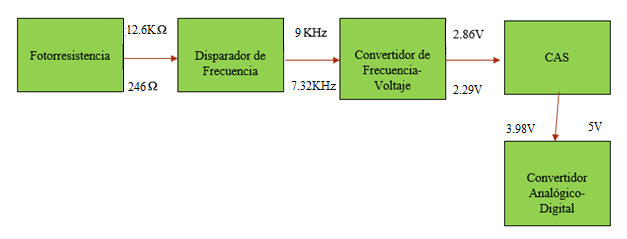 Fotorresistencia
12.6KΩ
246Ω
Disparador de
Frecuencia
9 KHz
7.32KHz
Convertidor de
Frecuencia-
Voltaje
2.86V
2.29V
CAS
3.98V
5V
Convertidor
Analógico-
Digital